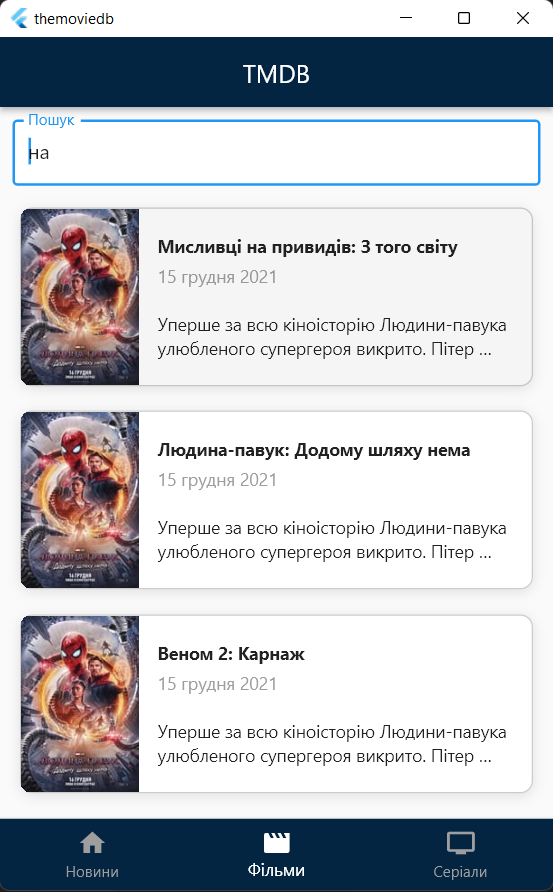 themoviedb
TMDB
Пошук
на
Мисливці на привидів: З того світу
15 грудня 2021
Уперше за всю кіноісторію Людини-павука
улюбленого супергероя викрито. Пітер ...
Людина-павук: Додому шляху нема
15 грудня 2021
Уперше за всю кіноісторію Людини-павука
улюбленого супергероя викрито. Пітер ...
Веном 2: Карнаж
15 грудня 2021
Уперше за всю кіноісторію Людини-павука
улюбленого супергероя викрито. Пітер ...
Новини
Фільми
Серіали